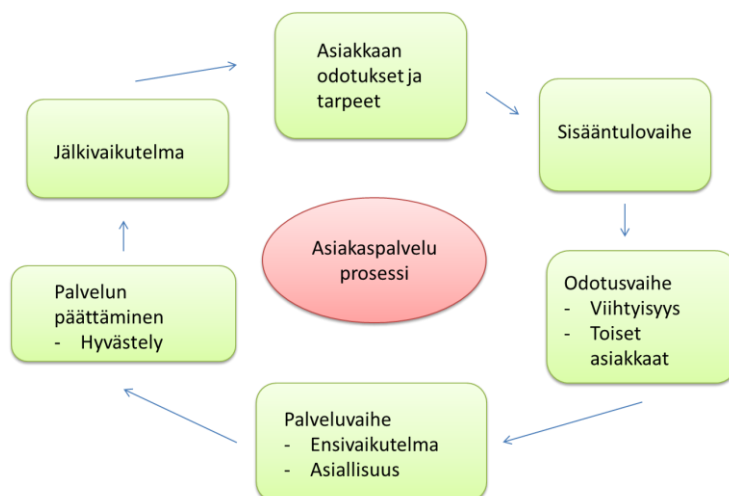 Asiakkaan
odotukset ja
tarpeet
Sisääntulovaihe
Odotusvaihe
- Viihtyisyys
- Toiset
asiakkaat
Palveluvaihe
- Ensivaikutelma
- Asiallisuus
Palvelun
päättäminen
- Hyvästely
Jälkivaikutelma
Asiakaspalvelu
prosessi